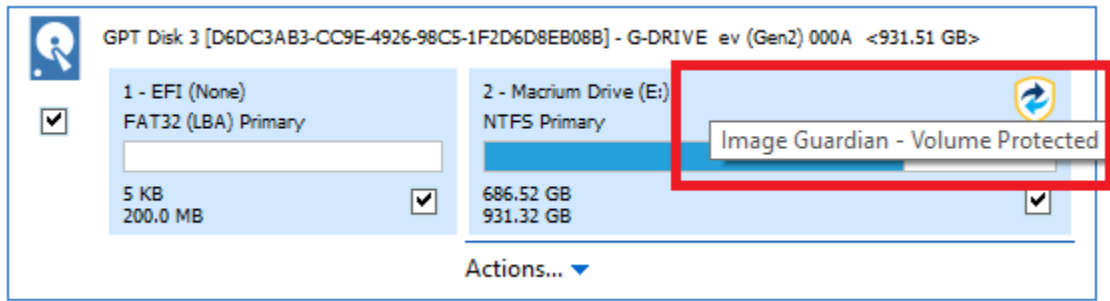 GPT Disk 3 [D6DC3AB3-CC9E-4926-98C5-1F2D6D8EB08B] - G-DRIVE ev (Gen2) 000A <931.51 GB>
1 - EFI (None)
FAT32 (LBA) Primary
5 KB
200.0 MB
2 - Macrium Drive (E:)
NTFS Primary
Image Guardian - Volume Protected
686.52 GB
931.32 GB
Actions...